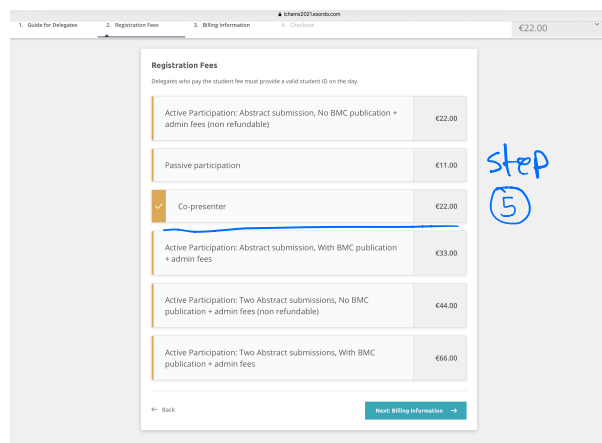 ichams2021.exordo.com
1. Guide for Delegates
2. Registration Fees
3. Billing Information
4. Checkout
€22.00
Registration Fees
Delegates who pay the student fee must provide a valid student ID on the day.
Active Participation: Abstract submission, No BMC publication +
admin fees (non refundable)
€22.00
Passive participation
€11.00
Co-presenter
€22.00
step
5
Active Participation: Abstract submission, With BMC publication
+ admin fees
€33.00
Active Participation: Two Abstract submissions, No BMC
publication + admin fees (non refundable)
€44.00
Active Participation: Two Abstract submissions, With BMC
publication + admin fees
€66.00
← Back
Next: Billing Information →